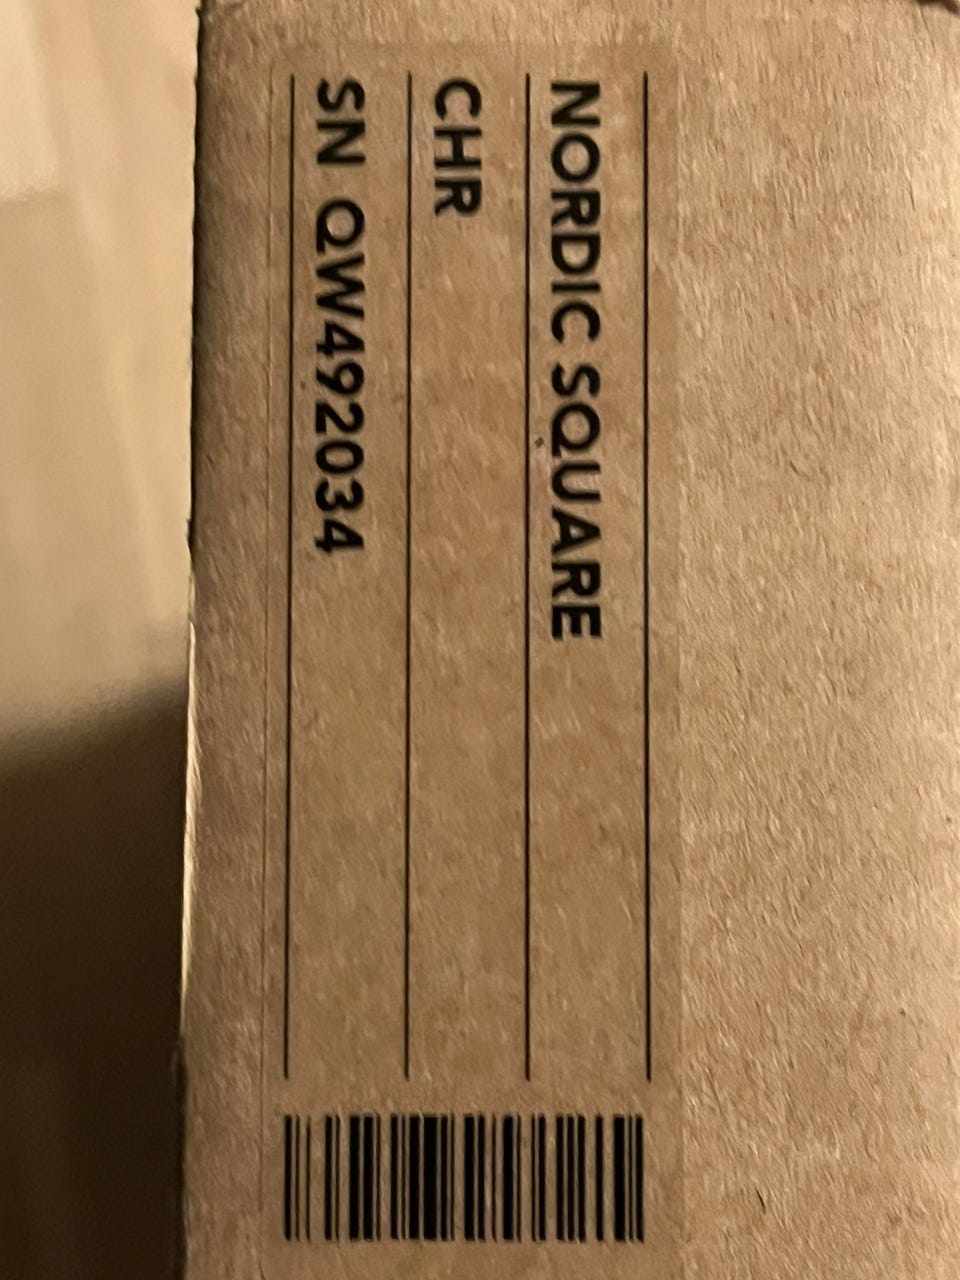 NORDIC SQUARE
CHR
SN QW492034